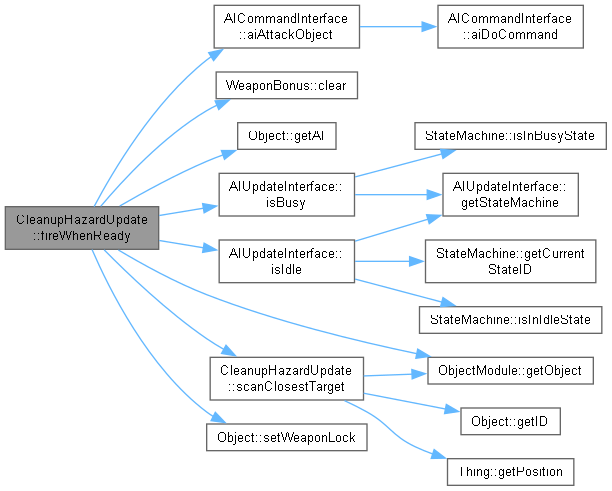 AICommandInterface
::aiAttackObject
AICommandInterface
::aiDoCommand
WeaponBonus::clear
Object::getAI
StateMachine::isInBusyState
AIUpdateInterface::
isBusy
AIUpdateInterface::
getStateMachine
CleanupHazardUpdate
::fireWhenReady
AIUpdateInterface::
isIdle
StateMachine::getCurrent
StateID
StateMachine::isInIdleState
CleanupHazardUpdate
::scanClosestTarget
ObjectModule::getObject
Object::getID
Object::setWeaponLock
Thing::getPosition